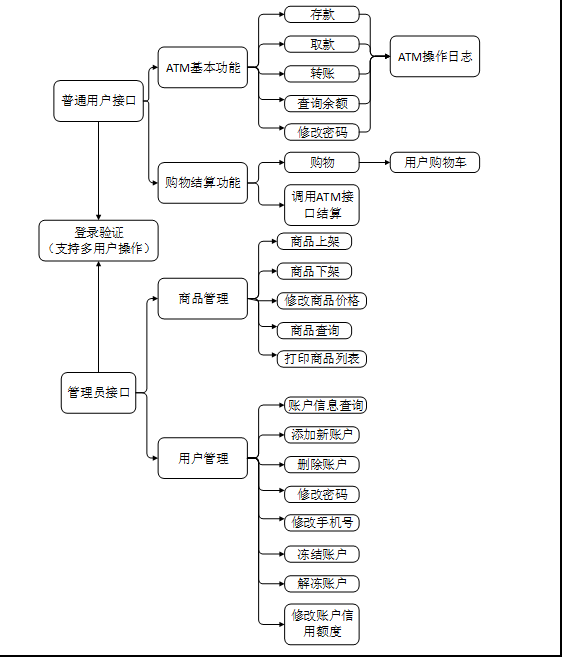 存款
取款
ATM操作日志
ATM基本功能
转账
普通用户接口
查询余额
修改密码
购物
用户购物车
购物结算功能
调用ATM接
口结算
登录验证
（支持多用户操作）
商品上架
商品下架
商品管理
修改商品价格
商品查询
打印商品列表
管理员接口
账户信息查询
添加新账户
用户管理
删除账户
修改密码
修改手机号
冻结账户
解冻账户
修改账户信
用额度